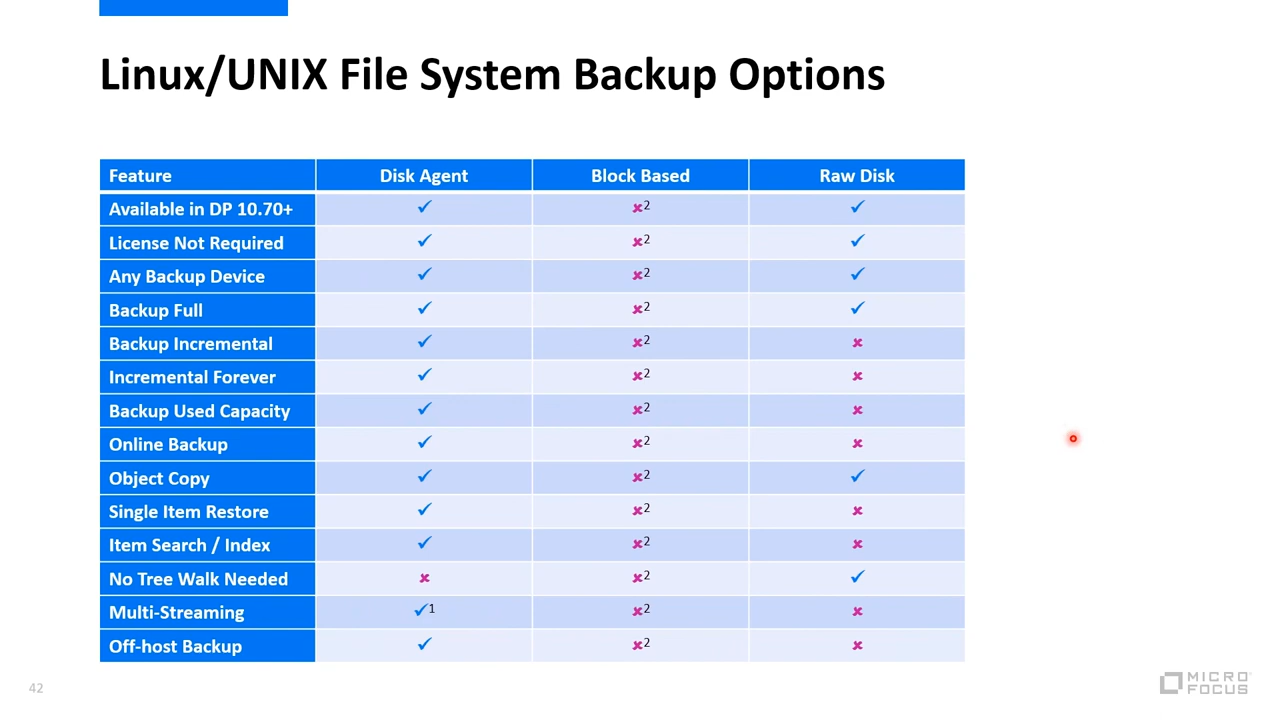 Linux/UNIX File System Backup Options
Feature Disk Agent Block Based Raw Disk
Available in DP 10.70+ ✓ ✗2 ✓
License Not Required ✓ ✗2 ✓
Any Backup Device ✓ ✗2 ✓
Backup Full ✓ ✗2 ✓
Backup Incremental ✓ ✗2 ✗
Incremental Forever ✓ ✗2 ✗
Backup Used Capacity ✓ ✗2 ✗
Online Backup ✓ ✗2 ✗
Object Copy ✓ ✗2 ✓
Single Item Restore ✓ ✗2 ✗
Item Search / Index ✓ ✗2 ✗
No Tree Walk Needed ✗ ✗2 ✓
Multi-Streaming ✓1 ✗2 ✗
Off-host Backup ✓ ✗2 ✗
42
MICRO
FOCUS